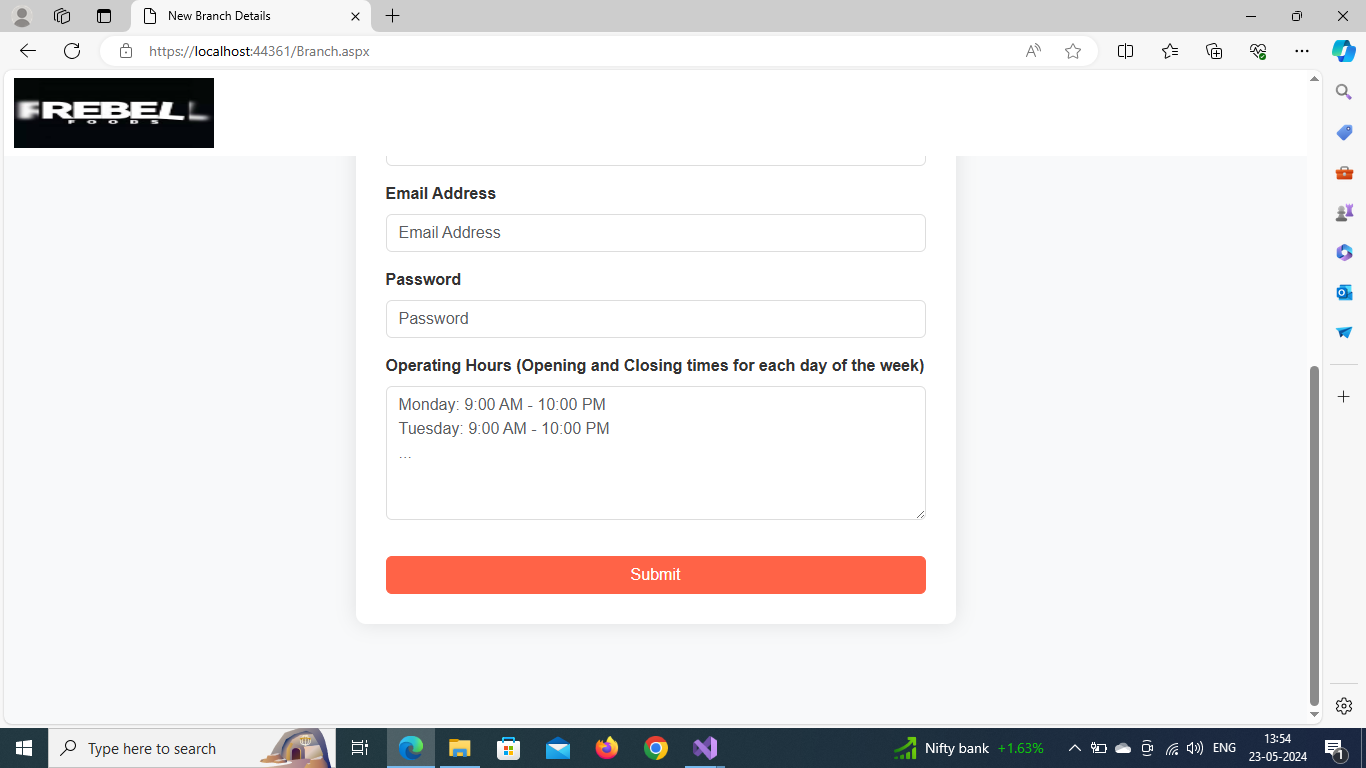 New Branch Details
https://localhost:44361/Branch.aspx
FREBELL
FOODS
Email Address
Email Address
Password
Password
Operating Hours (Opening and Closing times for each day of the week)
Monday: 9:00 AM - 10:00 PM
Tuesday: 9:00 AM - 10:00 PM
...
Submit
Type here to search
Nifty bank +1.63%
ENG
13:54
23-05-2024
1